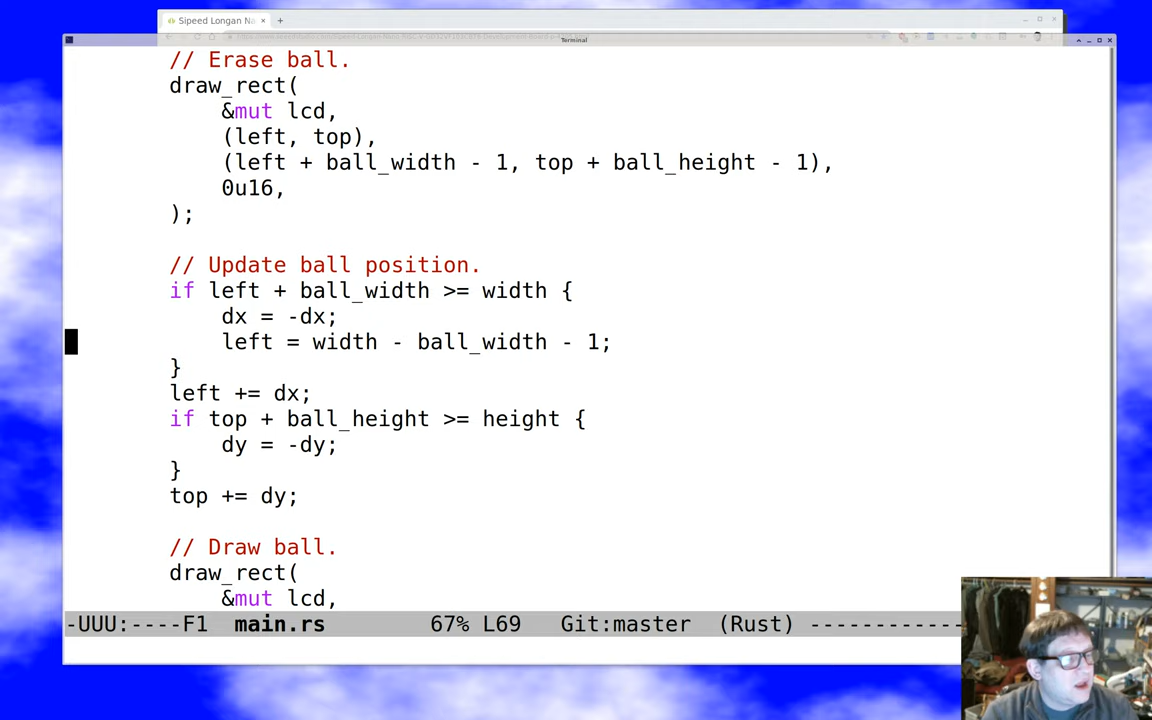 Sipeed Longan Na
Terminal
// Erase ball.
draw_rect(
&mut lcd,
(left, top),
(left + ball_width - 1, top + ball_height - 1),
0u16,
);
// Update ball position.
if left + ball_width >= width {
dx = -dx;
left = width - ball_width - 1;
}
left += dx;
if top + ball_height >= height {
dy = -dy;
}
top += dy;
// Draw ball.
draw_rect(
&mut lcd,
-UUU:----F1 main.rs 67% L69 Git:master (Rust) ------------